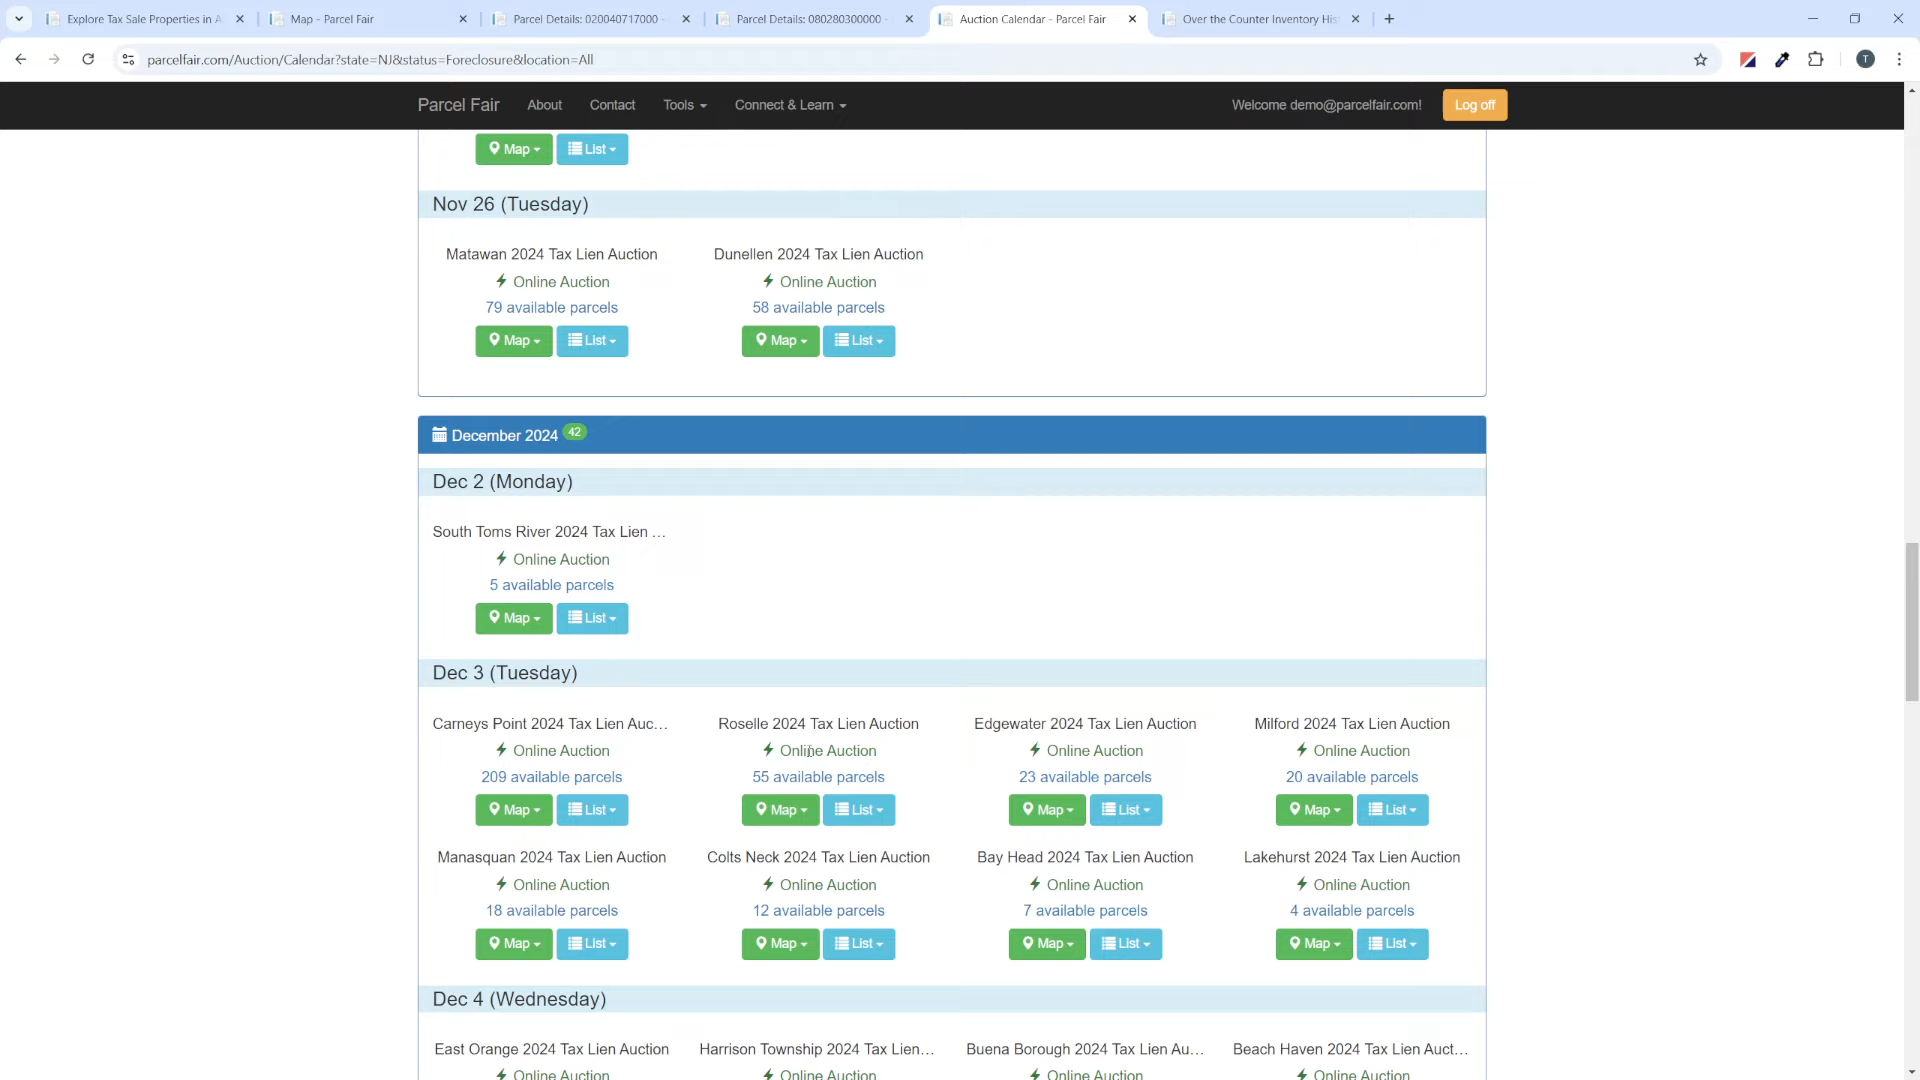 Explore Tax Sale Properties in A
Map - Parcel Fair
Parcel Details: 020040717000 -
Parcel Details: 080280300000 -
Auction Calendar - Parcel Fair
Over the Counter Inventory His
parcelfair.com/Auction/Calendar?state=NJ&status=Foreclosure&location=All
T
Parcel Fair
About
Contact
Tools
Connect & Learn
Welcome demo@parcelfair.com!
Log off
Map
List
Nov 26 (Tuesday)
Matawan 2024 Tax Lien Auction
Dunellen 2024 Tax Lien Auction
Online Auction
Online Auction
79 available parcels
58 available parcels
Map
List
Map
List
December 2024 42
Dec 2 (Monday)
South Toms River 2024 Tax Lien …
Online Auction
5 available parcels
Map
List
Dec 3 (Tuesday)
Carneys Point 2024 Tax Lien Auc…
Roselle 2024 Tax Lien Auction
Edgewater 2024 Tax Lien Auction
Milford 2024 Tax Lien Auction
Online Auction
Online Auction
Online Auction
Online Auction
209 available parcels
55 available parcels
23 available parcels
20 available parcels
Map
List
Map
List
Map
List
Map
List
Manasquan 2024 Tax Lien Auction
Colts Neck 2024 Tax Lien Auction
Bay Head 2024 Tax Lien Auction
Lakehurst 2024 Tax Lien Auction
Online Auction
Online Auction
Online Auction
Online Auction
18 available parcels
12 available parcels
7 available parcels
4 available parcels
Map
List
Map
List
Map
List
Map
List
Dec 4 (Wednesday)
East Orange 2024 Tax Lien Auction
Harrison Township 2024 Tax Lien…
Buena Borough 2024 Tax Lien Au…
Beach Haven 2024 Tax Lien Auct…
Online Auction
Online Auction
Online Auction
Online Auction